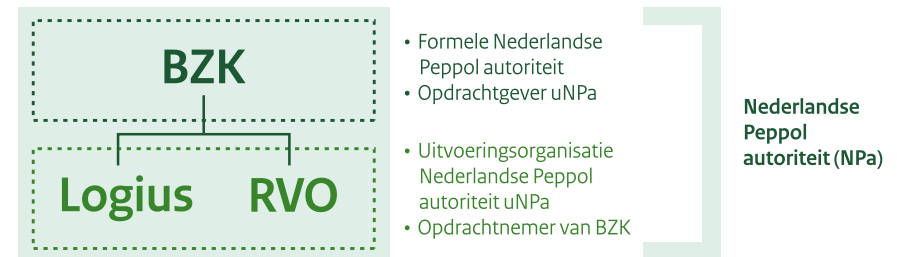 BZK
• Formele Nederlandse
Peppol autoriteit
• Opdrachtgever uNPa
Logius RVO
• Uitvoeringsorganisatie
Nederlandse Peppol
autoriteit uNPa
• Opdrachtnemer van BZK
Nederlandse
Peppol
autoriteit (NPa)